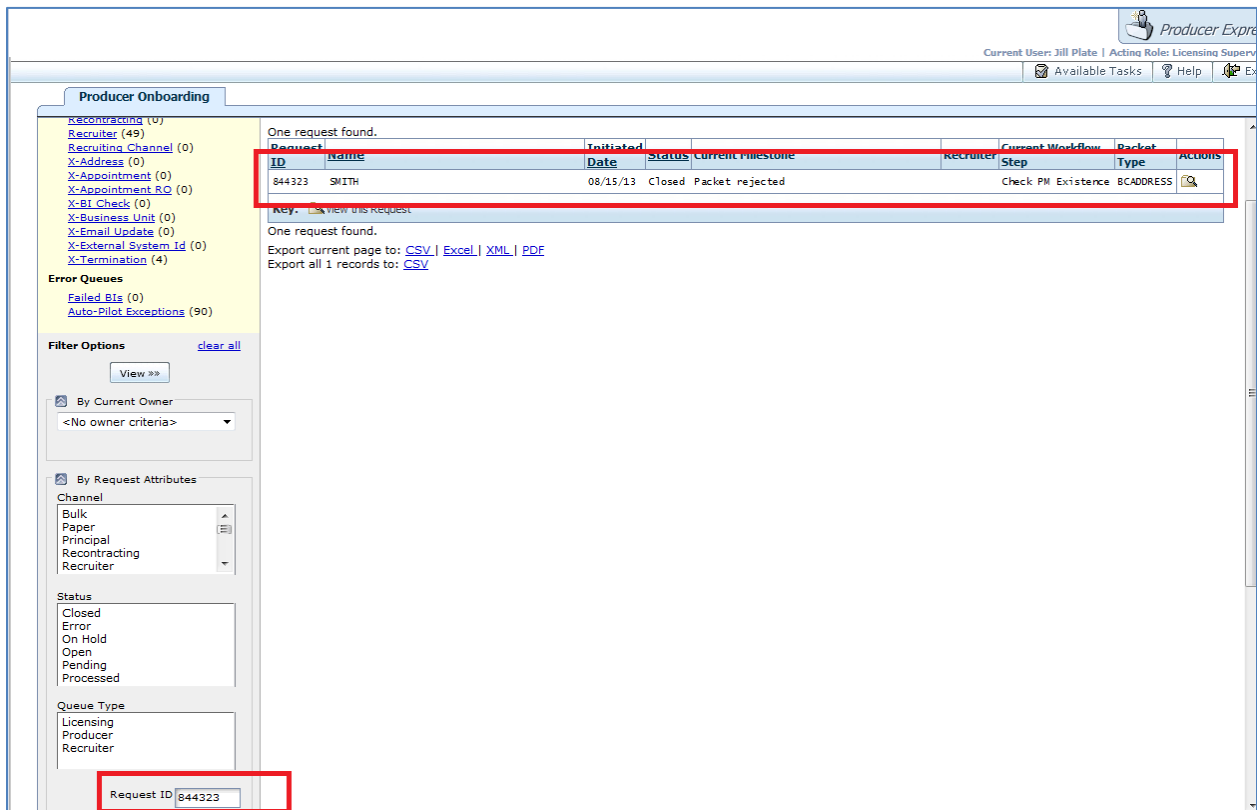 Producer Expre
Current User: Jill Plate | Acting Role: Licensing Superv
Available Tasks Help Ex
Producer Onboarding
Recontracting (0)
Recruiter (49)
Recruiting Channel (0)
X-Address (0)
X-Appointment (0)
X-Appointment RO (0)
X-BI Check (0)
X-Business Unit (0)
X-Email Update (0)
X-External System Id (0)
X-Termination (4)
Error Queues
Failed BIs (0)
Auto-Pilot Exceptions (90)
Filter Options clear all
View »»
By Current Owner
<No owner criteria>
By Request Attributes
Channel
Bulk
Paper
Principal
Recontracting
Recruiter
Status
Closed
Error
On Hold
Open
Pending
Processed
Queue Type
Licensing
Producer
Recruiter
Request ID 844323
One request found.
Request ID Name Initiated Date Status Current Milestone Recruiter Current Workflow Step Packet Type Actions
844323 SMITH 08/15/13 Closed Packet rejected Check PM Existence BCADDRESS
Key: View this Request
One request found.
Export current page to: CSV | Excel | XML | PDF
Export all 1 records to: CSV